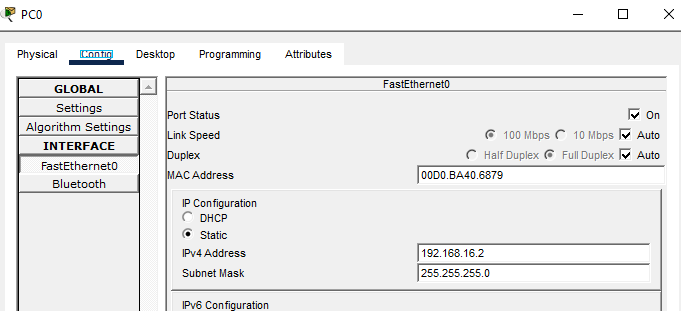 PC0
Physical Config Desktop Programming Attributes
GLOBAL
Settings
Algorithm Settings
INTERFACE
FastEthernet0
Bluetooth
FastEthernet0
Port Status On
Link Speed 100 Mbps 10 Mbps Auto
Duplex Half Duplex Full Duplex Auto
MAC Address 00D0.BA40.6879
IP Configuration
DHCP
Static
IPv4 Address 192.168.16.2
Subnet Mask 255.255.255.0
IPv6 Configuration